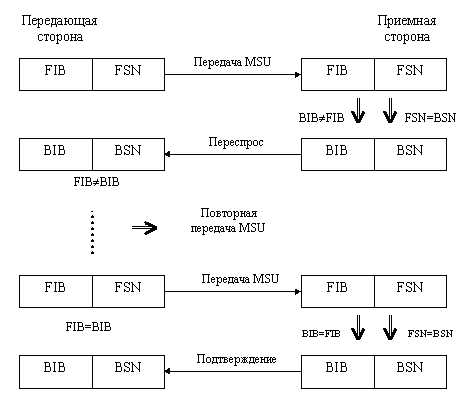 Передающая
сторона
Приемная
сторона
FIB FSN Передача MSU FIB FSN
BIB≠FIB FSN=BSN
BIB BSN Переспрос BIB BSN
FIB≠BIB
Повторная
передача MSU
FIB FSN Передача MSU FIB FSN
FIB=BIB BIB=FIB FSN=BSN
BIB BSN Подтверждение BIB BSN